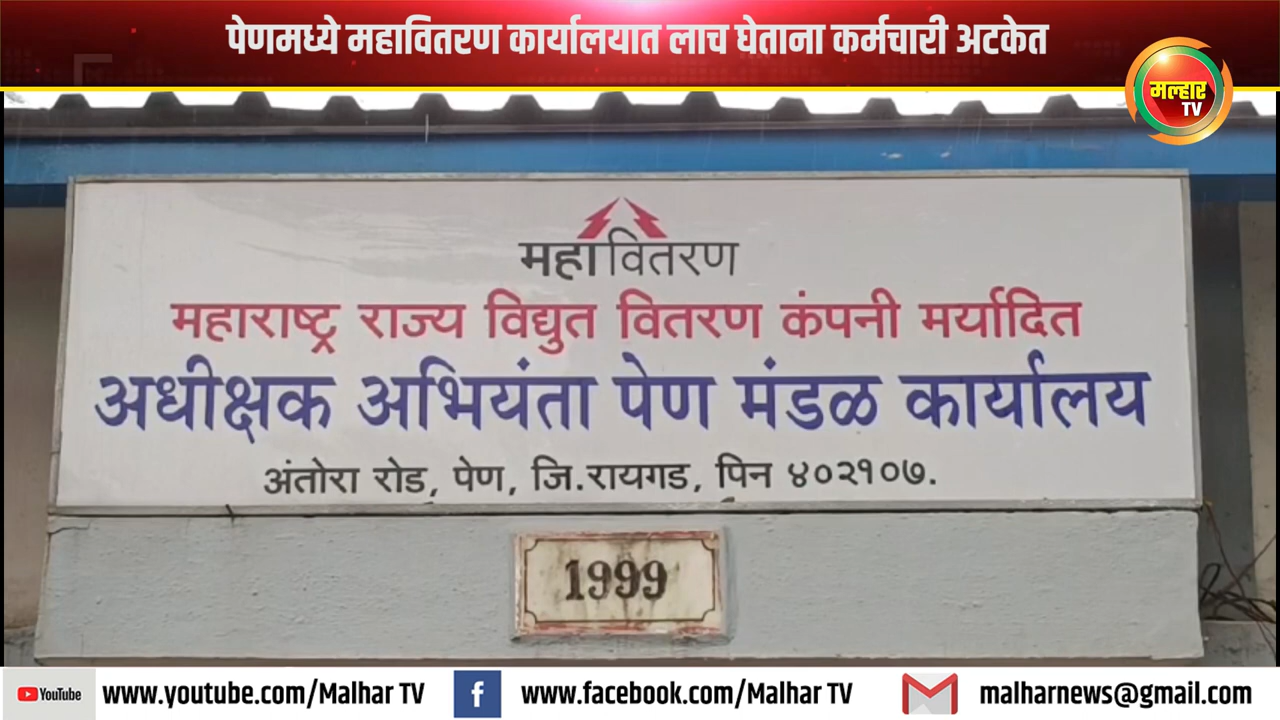 पेणमध्ये महावितरण कार्यालयात लाच घेताना कर्मचारी अटकेत
मल्हार
TV
महावितरण
महाराष्ट्र राज्य विद्युत वितरण कंपनी मर्यादित
अधीक्षक अभियंता पेण मंडळ कार्यालय
अंतोरा रोड, पेण, जि.रायगड, पिन ४०२१०७.
1999
YouTube www.youtube.com/Malhar TV f www.facebook.com/Malhar TV malharnews@gmail.com